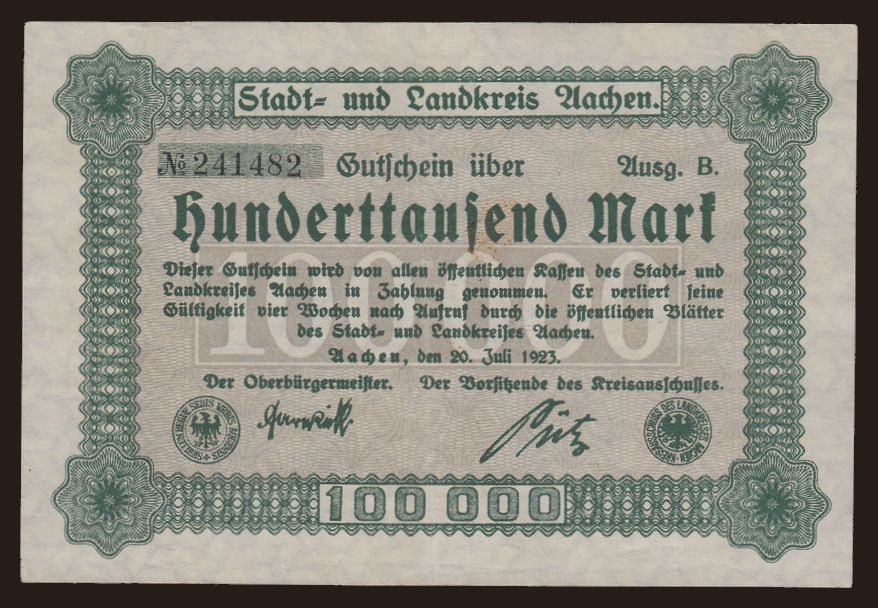 Stadt- und Landkreis Aachen.
№ 241482 Gutschein über Ausg. B.
Hunderttausend Mark
100 000
Dieser Gutschein wird von allen öffentlichen Kassen des Stadt- und
Landkreises Aachen in Zahlung genommen. Er verliert seine
Gültigkeit vier Wochen nach Aufruf durch die öffentlichen Blätter
des Stadt- und Landkreises Aachen.
Aachen, den 20. Juli 1923.
Der Oberbürgermeister. Der Vorsitzende des Kreisausschusses.
100 000